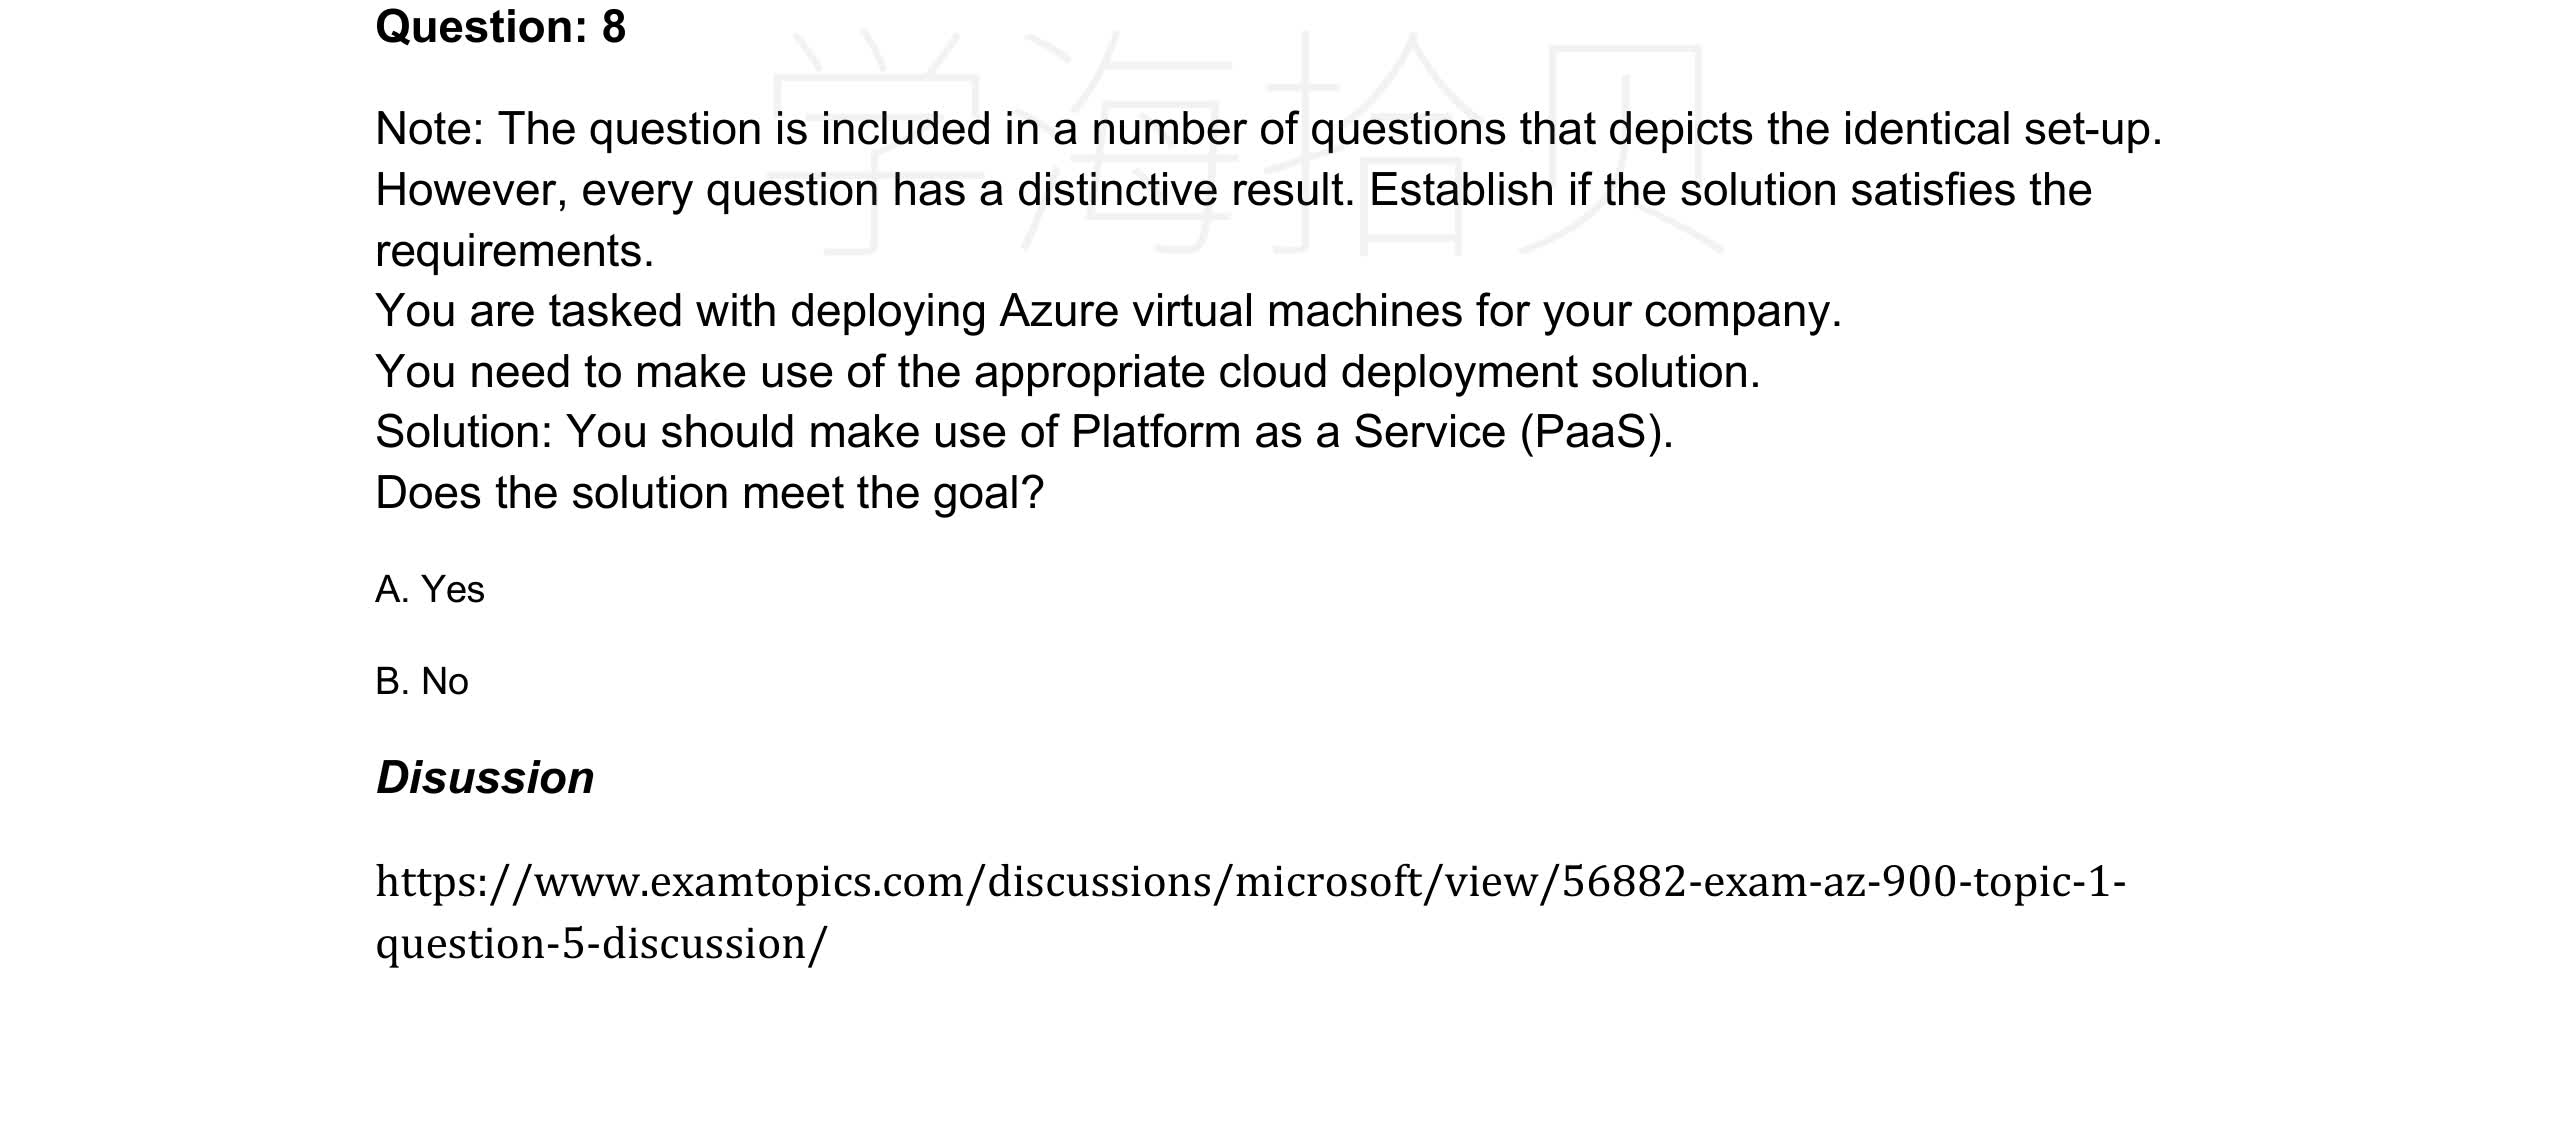 Question: 8
学海拾贝
Note: The question is included in a number of questions that depicts the identical set-up.
However, every question has a distinctive result. Establish if the solution satisfies the
requirements.
You are tasked with deploying Azure virtual machines for your company.
You need to make use of the appropriate cloud deployment solution.
Solution: You should make use of Platform as a Service (PaaS).
Does the solution meet the goal?
A. Yes
B. No
Disussion
https://www.examtopics.com/discussions/microsoft/view/56882-exam-az-900-topic-1-
question-5-discussion/